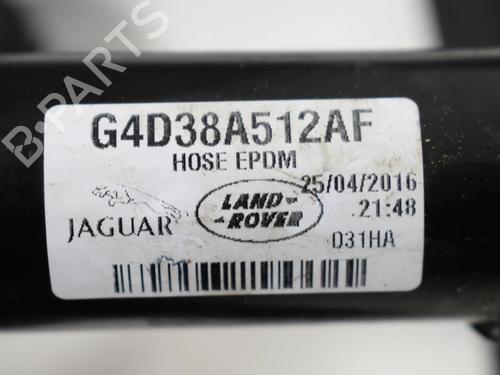 G4D38A512AF
HOSE EPDM
25/04/2016
JAGUAR
LAND-
-ROVER
21:48
D31HA
B-PARTS